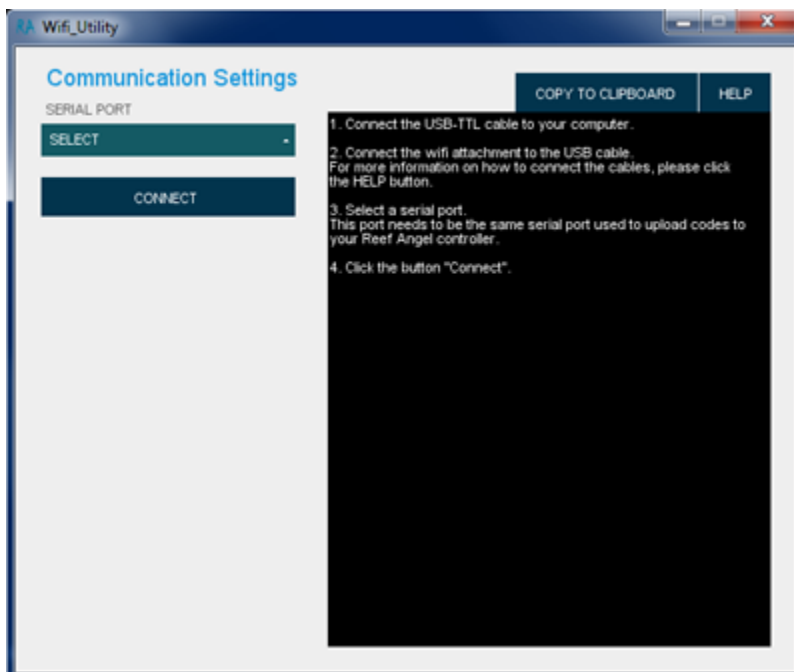 RA Wifi_Utility
Communication Settings
SERIAL PORT
SELECT
CONNECT
COPY TO CLIPBOARD
HELP
1. Connect the USB-TTL cable to your computer.
2. Connect the wifi attachment to the USB cable.
For more information on how to connect the cables, please click
the HELP button.
3. Select a serial port.
This port needs to be the same serial port used to upload codes to
your Reef Angel controller.
4. Click the button "Connect".